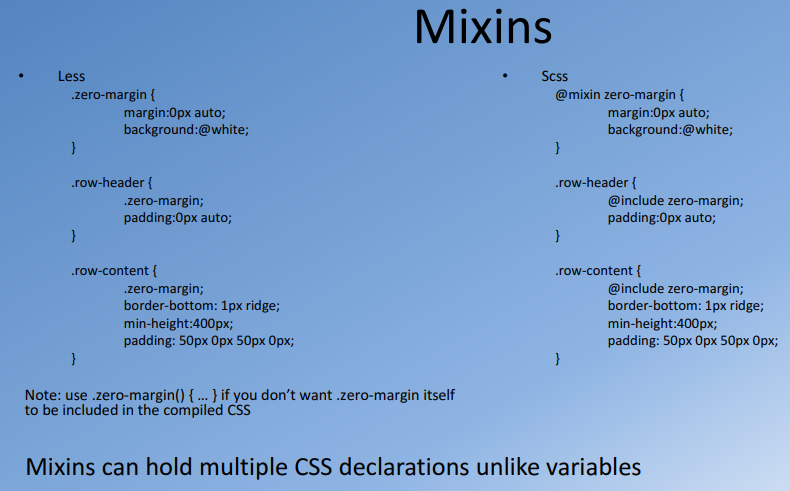 Mixins
• Less
.zero-margin {
margin:0px auto;
background:@white;
}
.row-header {
.zero-margin;
padding:0px auto;
}
.row-content {
.zero-margin;
border-bottom: 1px ridge;
min-height:400px;
padding: 50px 0px 50px 0px;
}
Note: use .zero-margin() { … } if you don’t want .zero-margin itself
to be included in the compiled CSS
• Scss
@mixin zero-margin {
margin:0px auto;
background:@white;
}
.row-header {
@include zero-margin;
padding:0px auto;
}
.row-content {
@include zero-margin;
border-bottom: 1px ridge;
min-height:400px;
padding: 50px 0px 50px 0px;
}
Mixins can hold multiple CSS declarations unlike variables